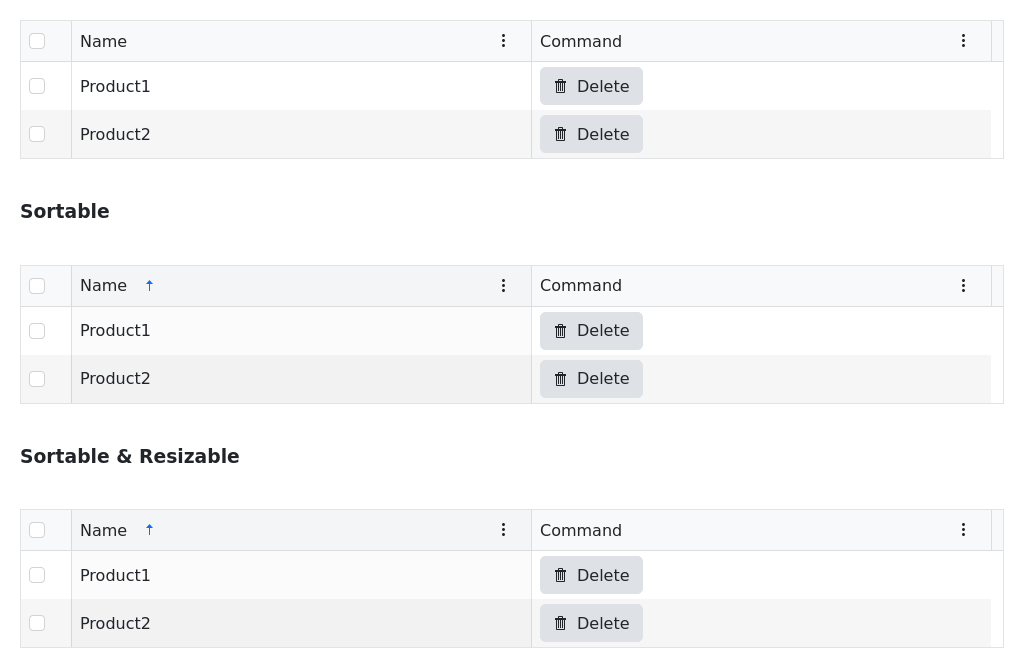 Name Command
Product1 Delete
Product2 Delete
Sortable
Name Command
Product1 Delete
Product2 Delete
Sortable & Resizable
Name Command
Product1 Delete
Product2 Delete